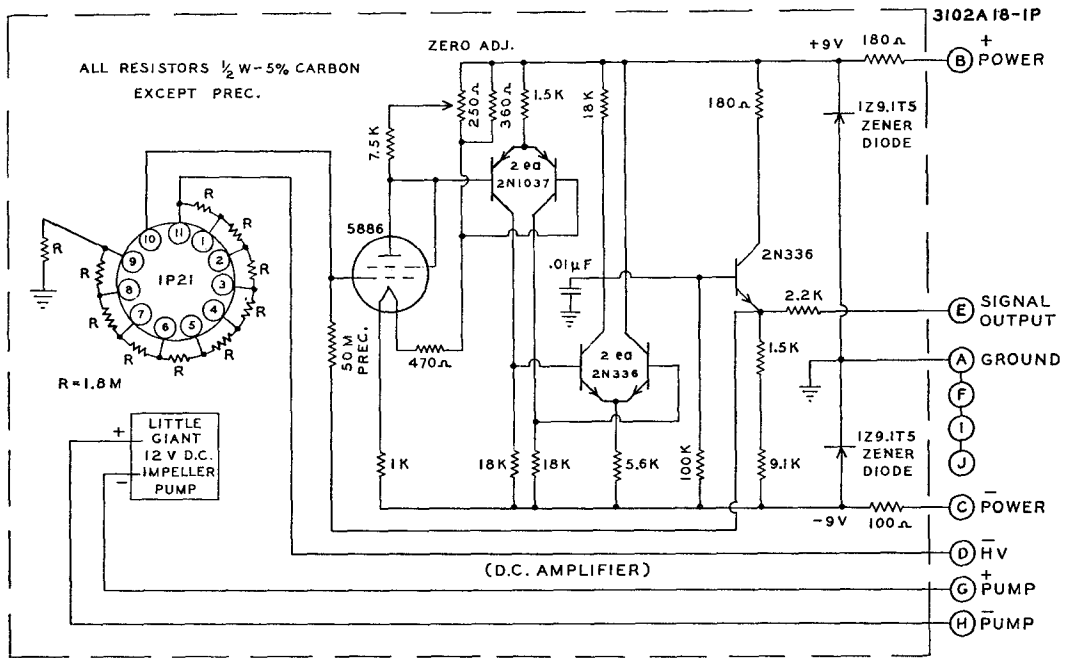 3102A18-1P
ALL RESISTORS 1/2 W-5% CARBON
EXCEPT PREC.
ZERO ADJ.
+9V
180Ω
B
+
POWER
250Ω
360Ω
1.5K
18K
180Ω
1Z9.1T5
ZENER
DIODE
7.5K
2 ea
2N1037
R
R
R
R
R
R
R
R
R
R
10
11
1
2
3
4
5
6
7
8
9
1P21
R=1.8M
5886
.01µF
2N336
2.2K
E
SIGNAL
OUTPUT
50M
PREC.
470Ω
2 ea
2N336
1.5K
A
GROUND
F
I
J
LITTLE
GIANT
12 V D.C.
IMPELLER
PUMP
+
−
1K
18K
18K
5.6K
100K
9.1K
1Z9.1T5
ZENER
DIODE
-9V
100Ω
C
−
POWER
D
−
HV
(D.C. AMPLIFIER)
G
+
PUMP
H
−
PUMP